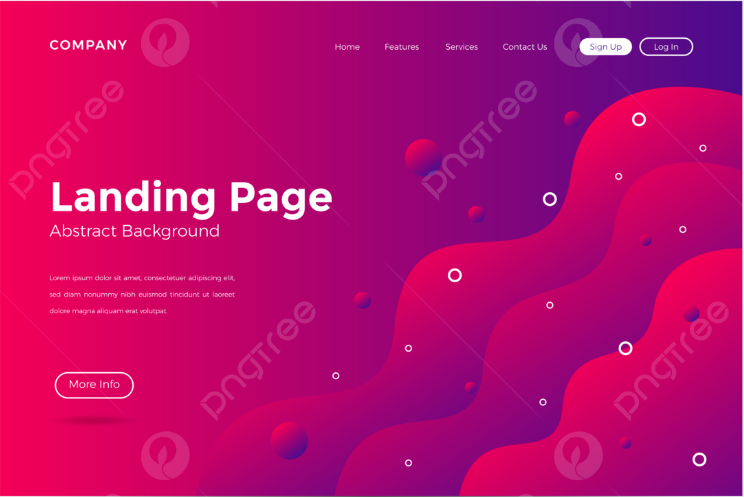 COMPANY
Home Features Services Contact Us Sign Up Log In
Landing Page
Abstract Background
Lorem ipsum dolor sit amet, consectetuer adipiscing elit,
sed diam nonummy nibh euismod tincidunt ut laoreet
dolore magna aliquam erat volutpat.
More Info
pngtree
pngtree
pngtree
pngtree